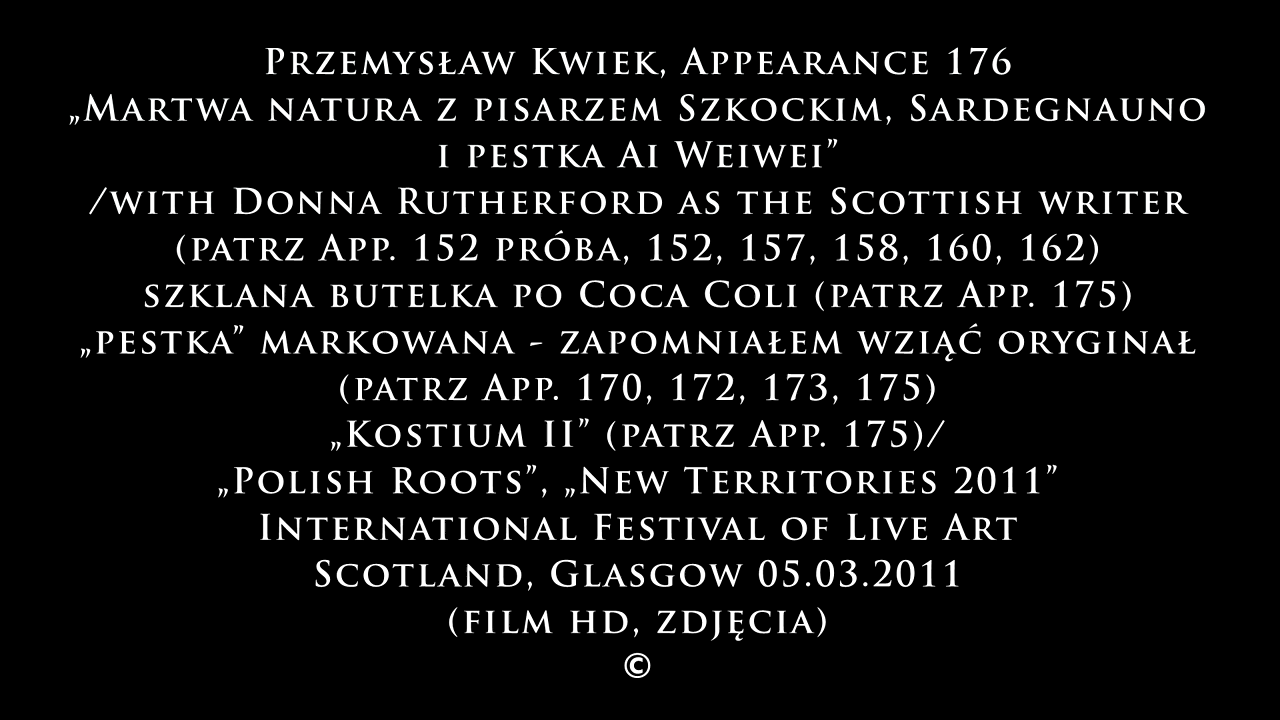 Przemysław Kwiek, Appearance 176
„Martwa natura z pisarzem Szkockim, Sardegnauno
i pestka Ai Weiwei”
/with Donna Rutherford as the Scottish writer
(patrz App. 152 próba, 152, 157, 158, 160, 162)
szklana butelka po Coca Coli (patrz App. 175)
„pestka” markowana - zapomniałem wziąć oryginał
(patrz App. 170, 172, 173, 175)
„Kostium II” (patrz App. 175)/
„Polish Roots”, „New Territories 2011”
International Festival of Live Art
Scotland, Glasgow 05.03.2011
(film hd, zdjęcia)
©